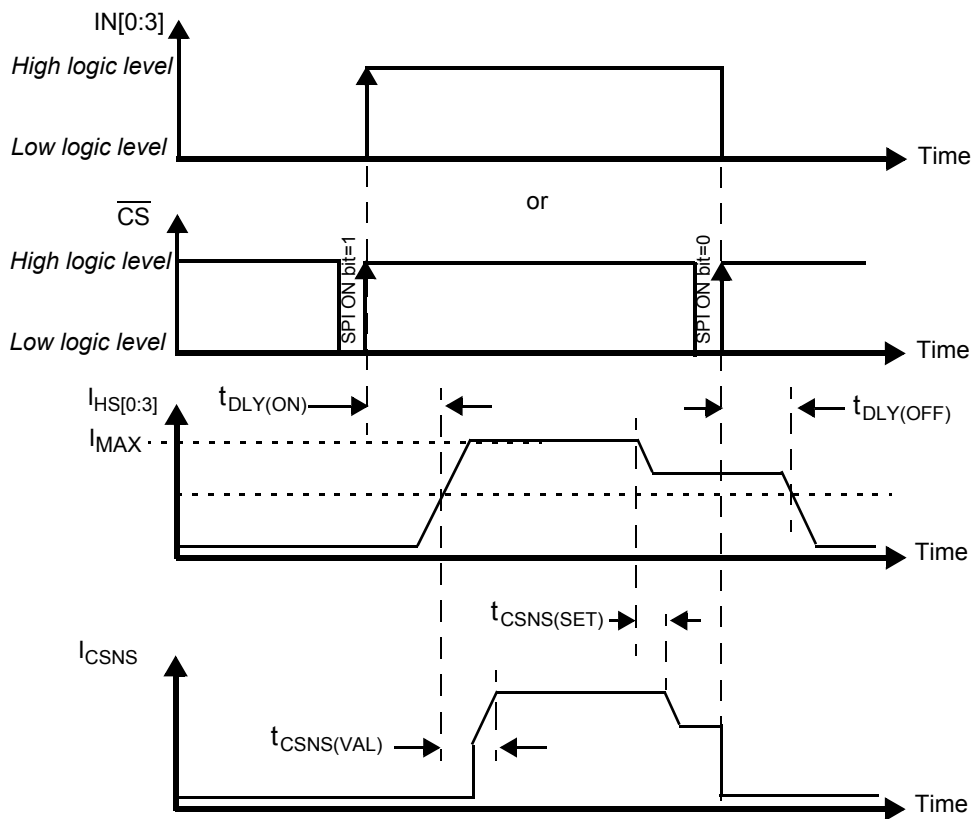 IN[0:3]
High logic level
Low logic level
Time
or
CS
High logic level
SPI ON bit=1
SPI ON bit=0
Low logic level
Time
IHS[0:3]
tDLY(ON)
tDLY(OFF)
IMAX
Time
tCSNS(SET)
ICSNS
tCSNS(VAL)
Time